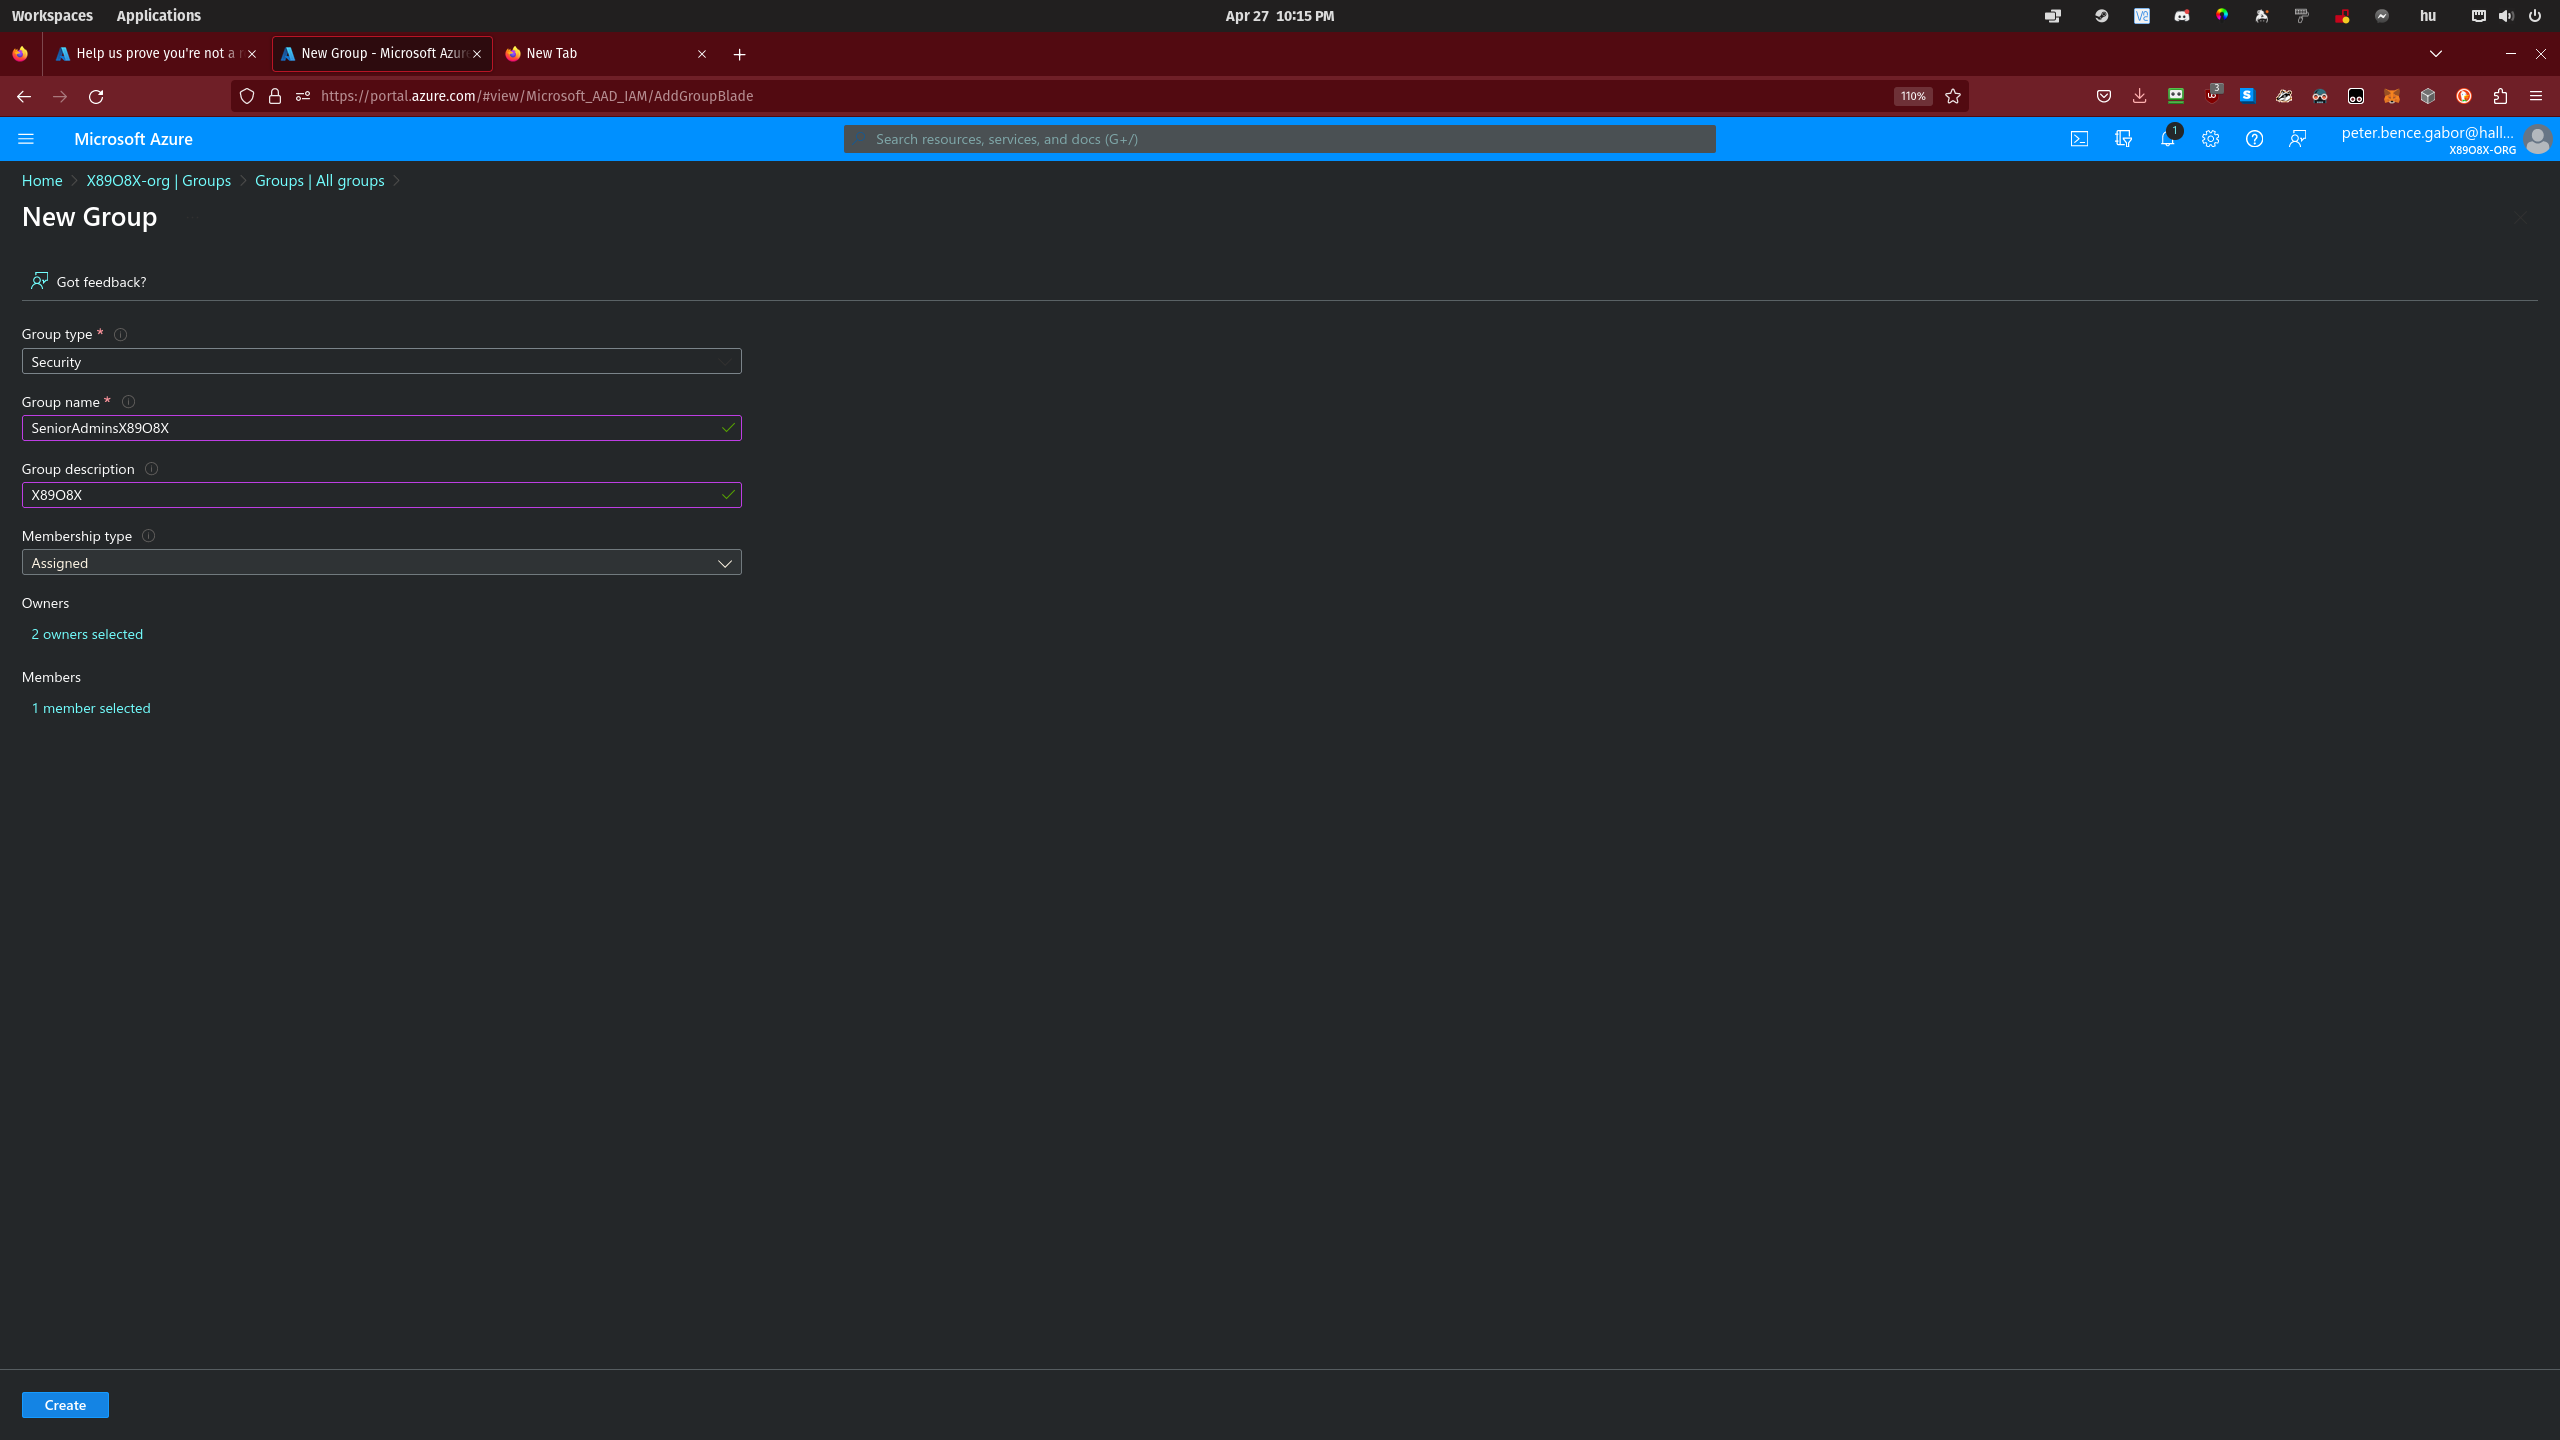 Workspaces Applications Apr 27 10:15 PM hu
Help us prove you're not a r New Group - Microsoft Azure New Tab
https://portal.azure.com/#view/Microsoft_AAD_IAM/AddGroupBlade 110% 3
Microsoft Azure Search resources, services, and docs (G+/) 1 peter.bence.gabor@hall...
X89O8X-ORG
Home X89O8X-org | Groups Groups | All groups
New Group
Got feedback?
Group type *
Security
Group name *
SeniorAdminsX89O8X
Group description
X89O8X
Membership type
Assigned
Owners
2 owners selected
Members
1 member selected
Create